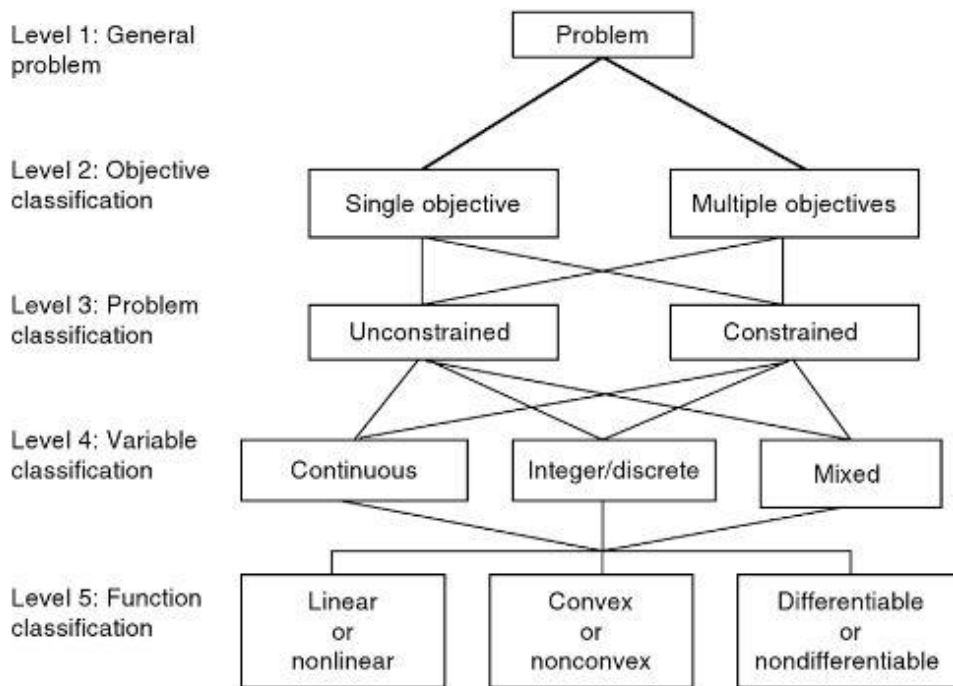 Level 1: General
problem
Problem
Level 2: Objective
classification
Single objective
Multiple objectives
Level 3: Problem
classification
Unconstrained
Constrained
Level 4: Variable
classification
Continuous
Integer/discrete
Mixed
Level 5: Function
classification
Linear
or
nonlinear
Convex
or
nonconvex
Differentiable
or
nondifferentiable